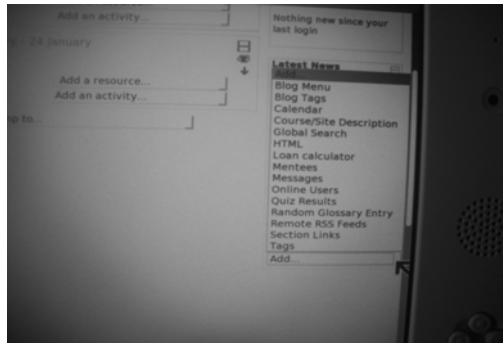 Add an activity...
- 24 January
Add a resource...
Add an activity...
to...
Nothing new since your
last login
Latest News
Add...
Blog Menu
Blog Tags
Calendar
Course/Site Description
Global Search
HTML
Loan calculator
Mentees
Messages
Online Users
Quiz Results
Random Glossary Entry
Remote RSS Feeds
Section Links
Tags
Add...